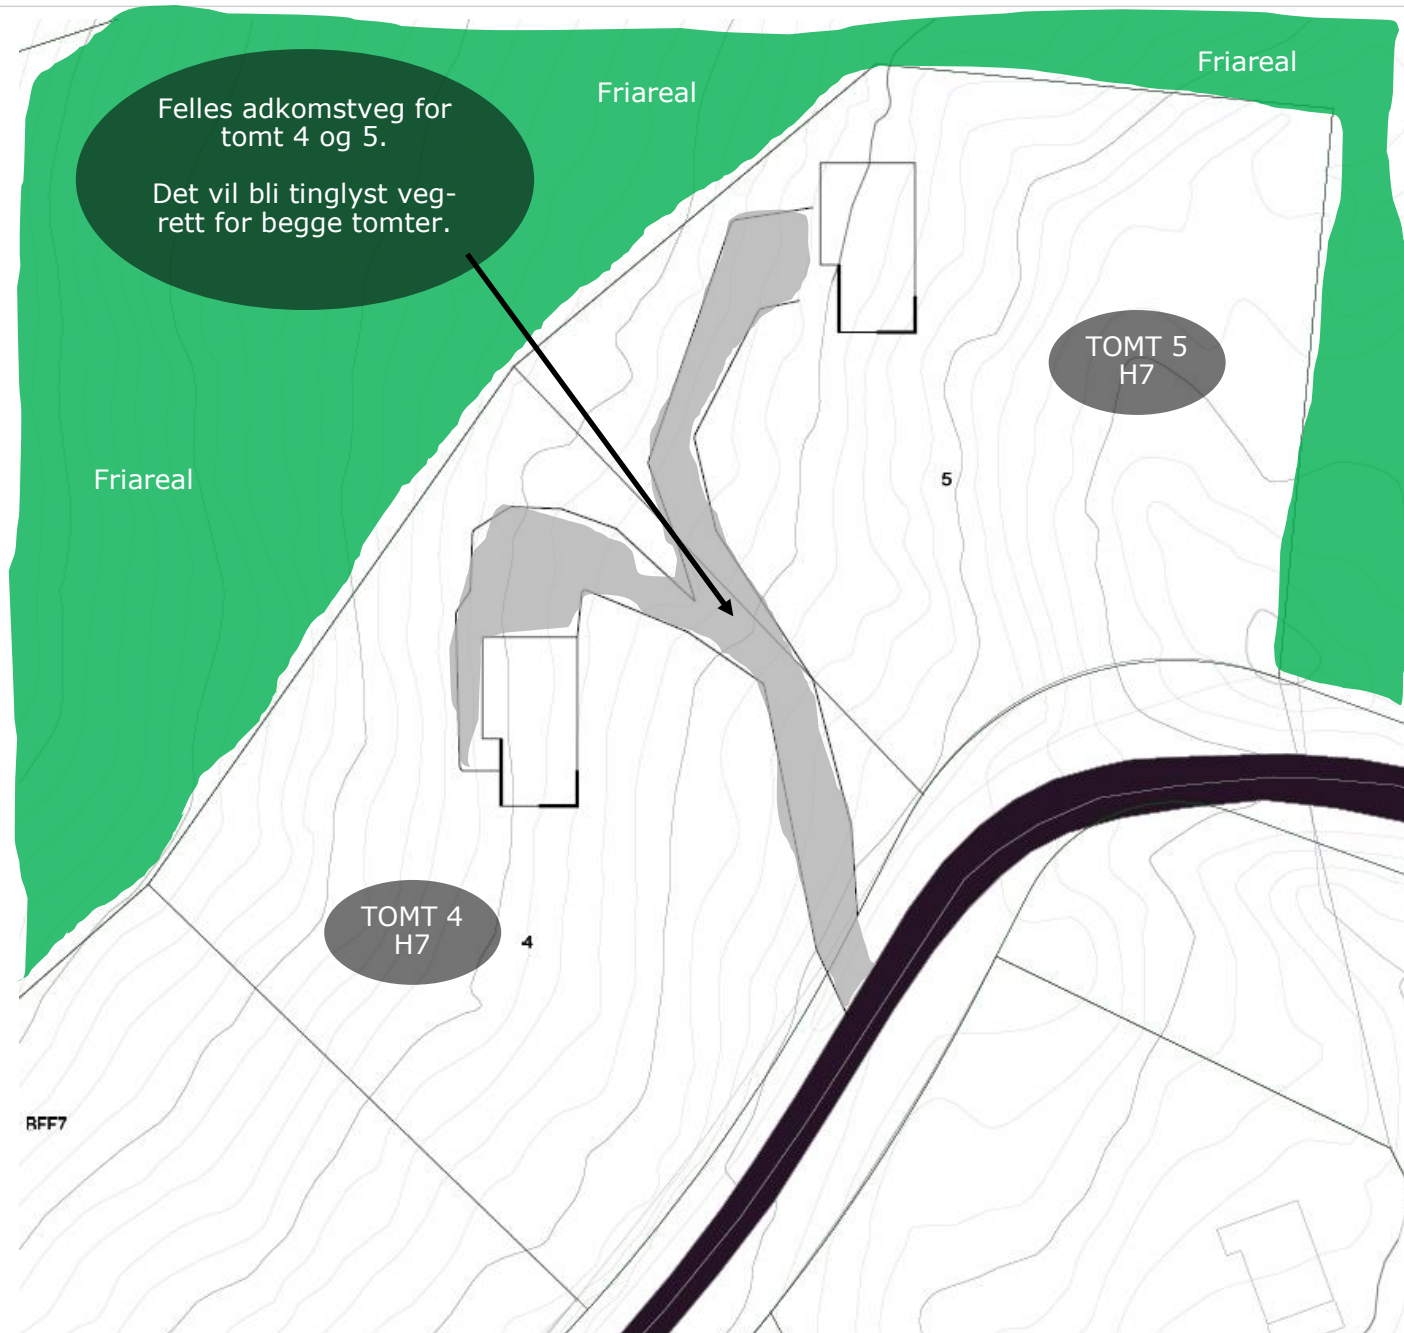 Friareal
Friareal
Felles adkomstveg for
tomt 4 og 5.
Det vil bli tinglyst veg-
rett for begge tomter.
TOMT 5
H7
Friareal
5
TOMT 4
H7
4
BFF7